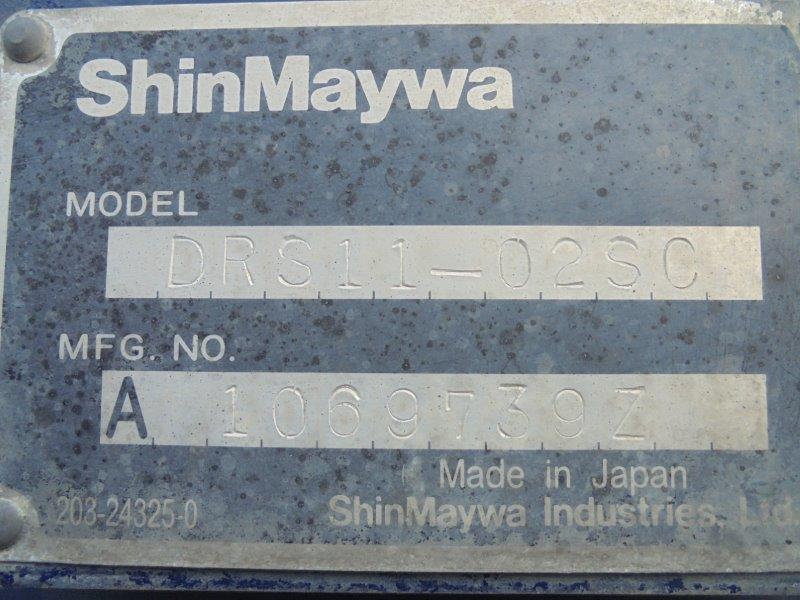 ShinMaywa
MODEL
DRS11-02SC
MFG. NO.
A 1069739Z
Made in Japan
203-24325-0
ShinMaywa Industries, Ltd.